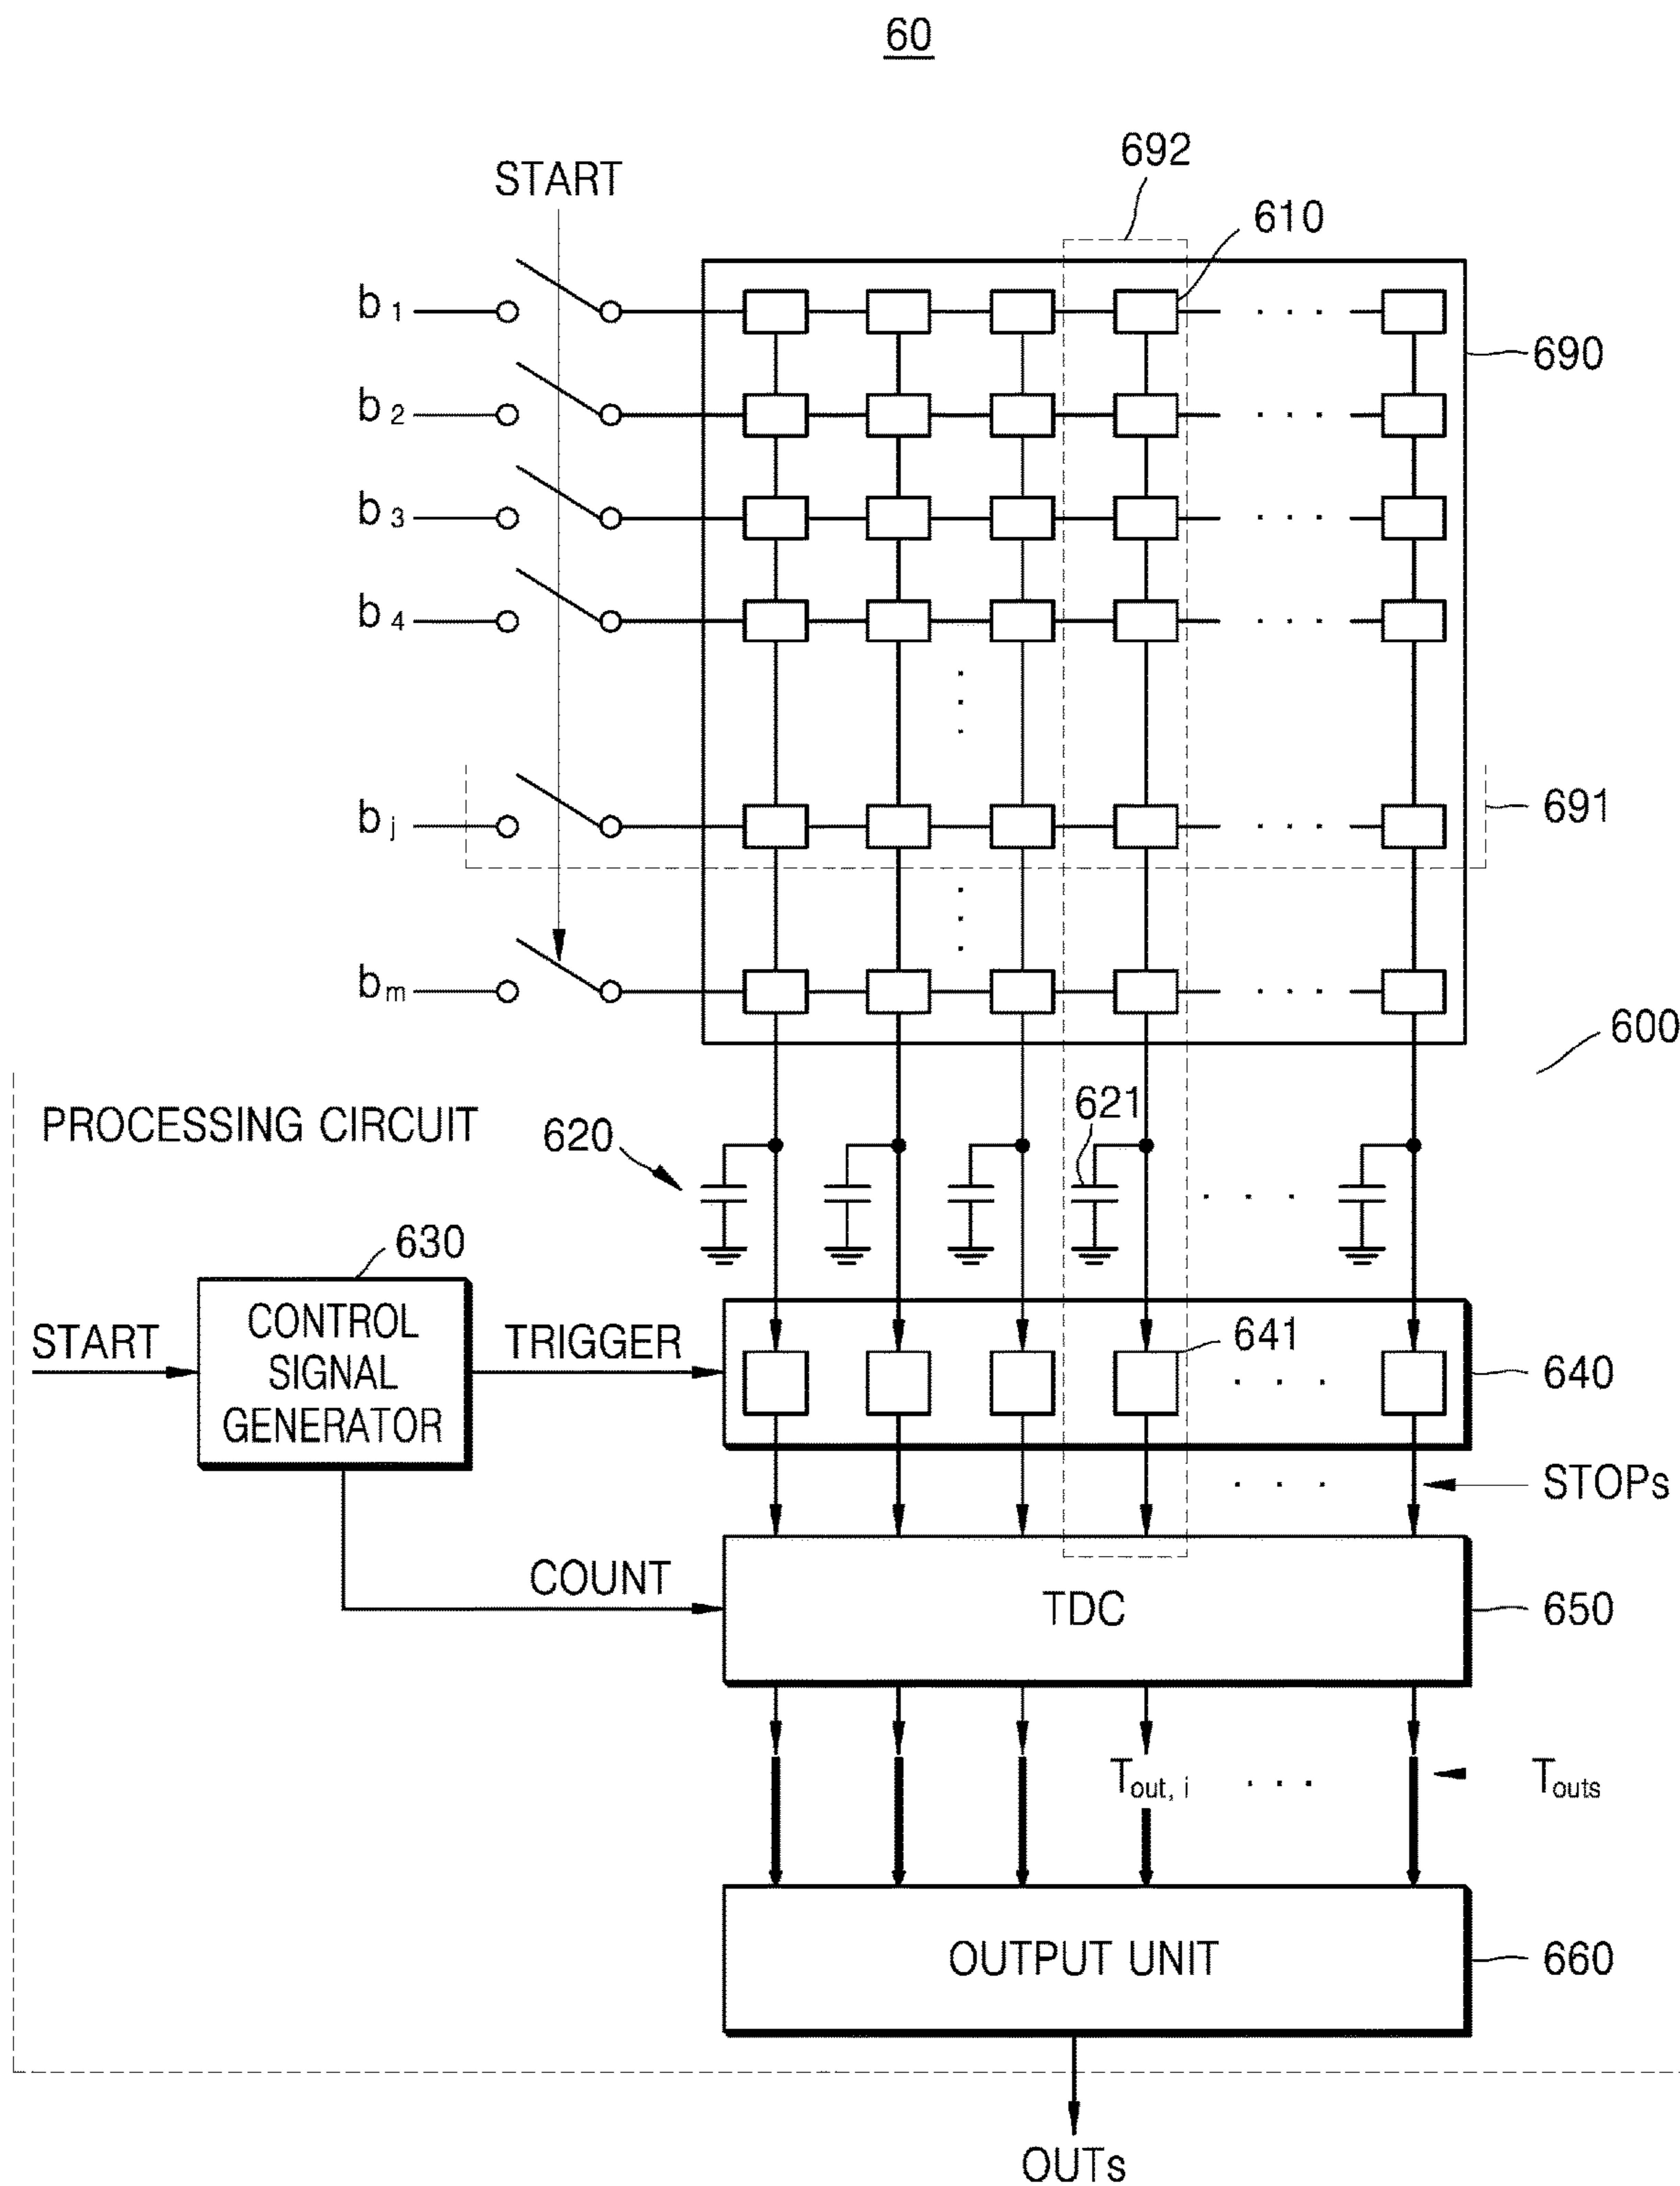 60
692
START
610
b1
690
b2
b3
b4
bj
691
bm
600
PROCESSING CIRCUIT
621
620
630
CONTROL
SIGNAL
GENERATOR
START
TRIGGER
641
640
STOPs
COUNT
TDC
650
Tout, i
Touts
OUTPUT UNIT
660
OUTs